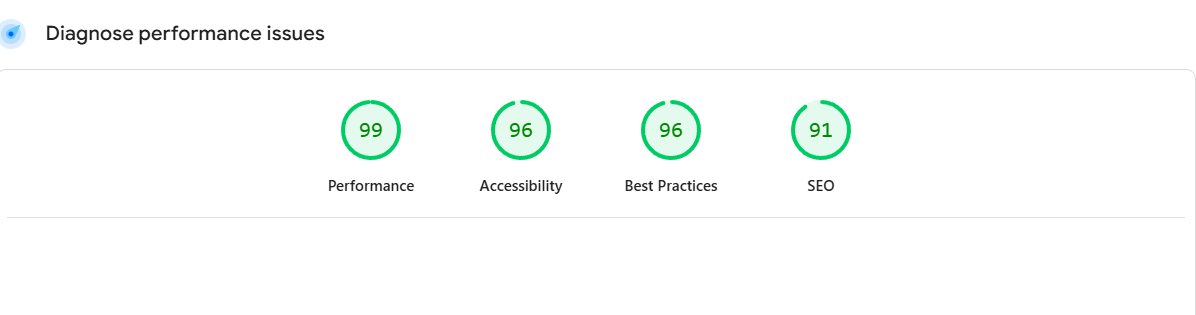 Diagnose performance issues
99 96 96 91
Performance Accessibility Best Practices SEO